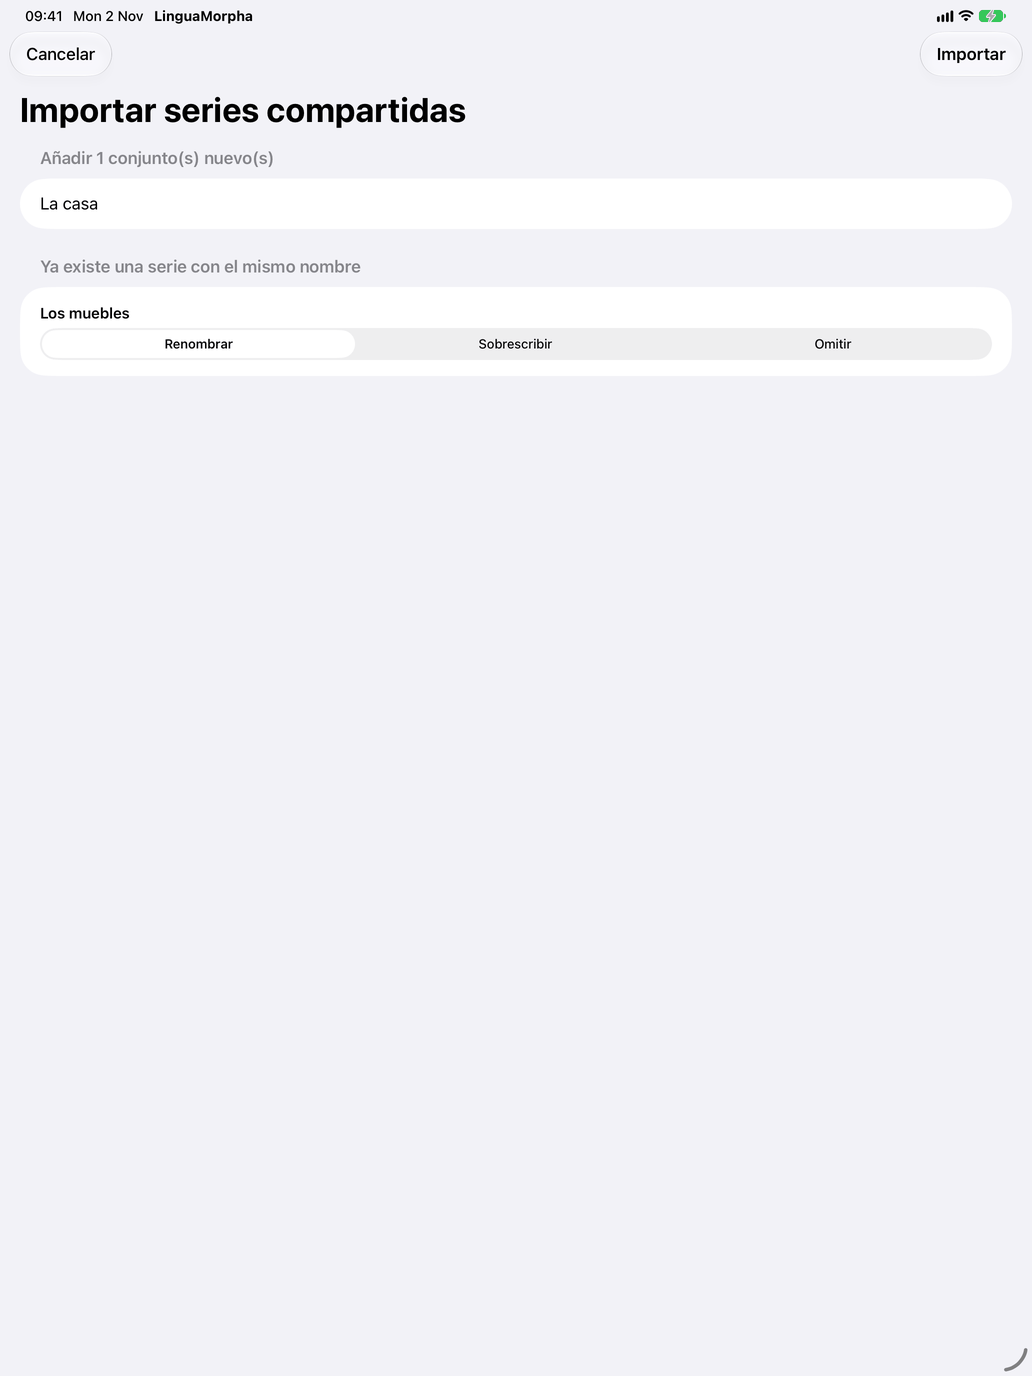 09:41 Mon 2 Nov LinguaMorpha
Cancelar
Importar
Importar series compartidas
Añadir 1 conjunto(s) nuevo(s)
La casa
Ya existe una serie con el mismo nombre
Los muebles
Renombrar Sobrescribir Omitir